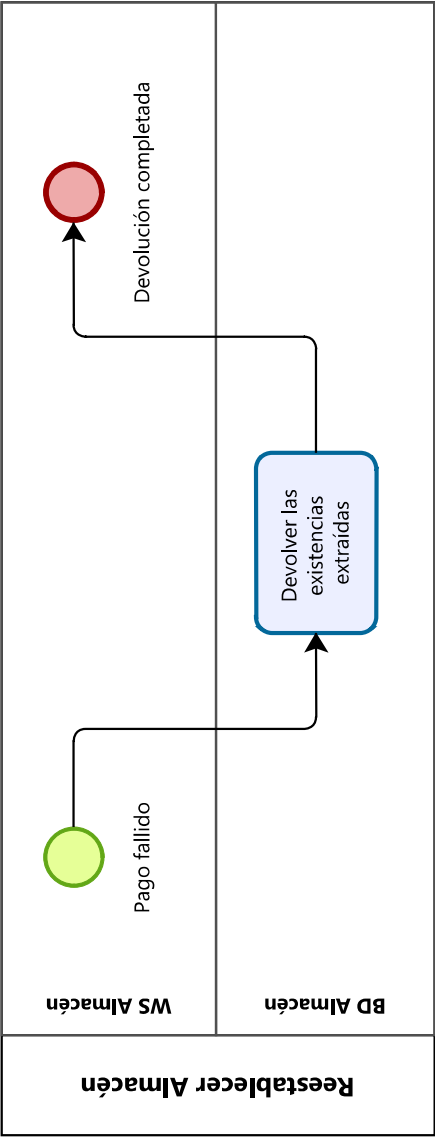 Reestablecer Almacén
WS Almacén
Pago fallido
Devolución completada
BD Almacén
Devolver las
existencias
extraídas